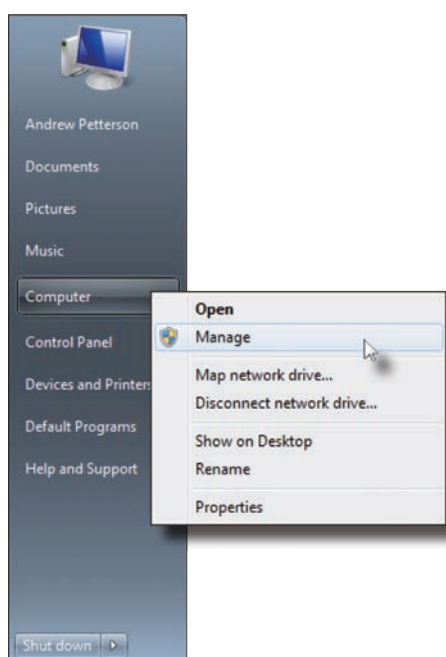 Andrew Petterson
Documents
Pictures
Music
Computer
Open
Manage
Control Panel
Map network drive...
Devices and Printers
Disconnect network drive...
Default Programs
Show on Desktop
Help and Support
Rename
Properties
Shut down